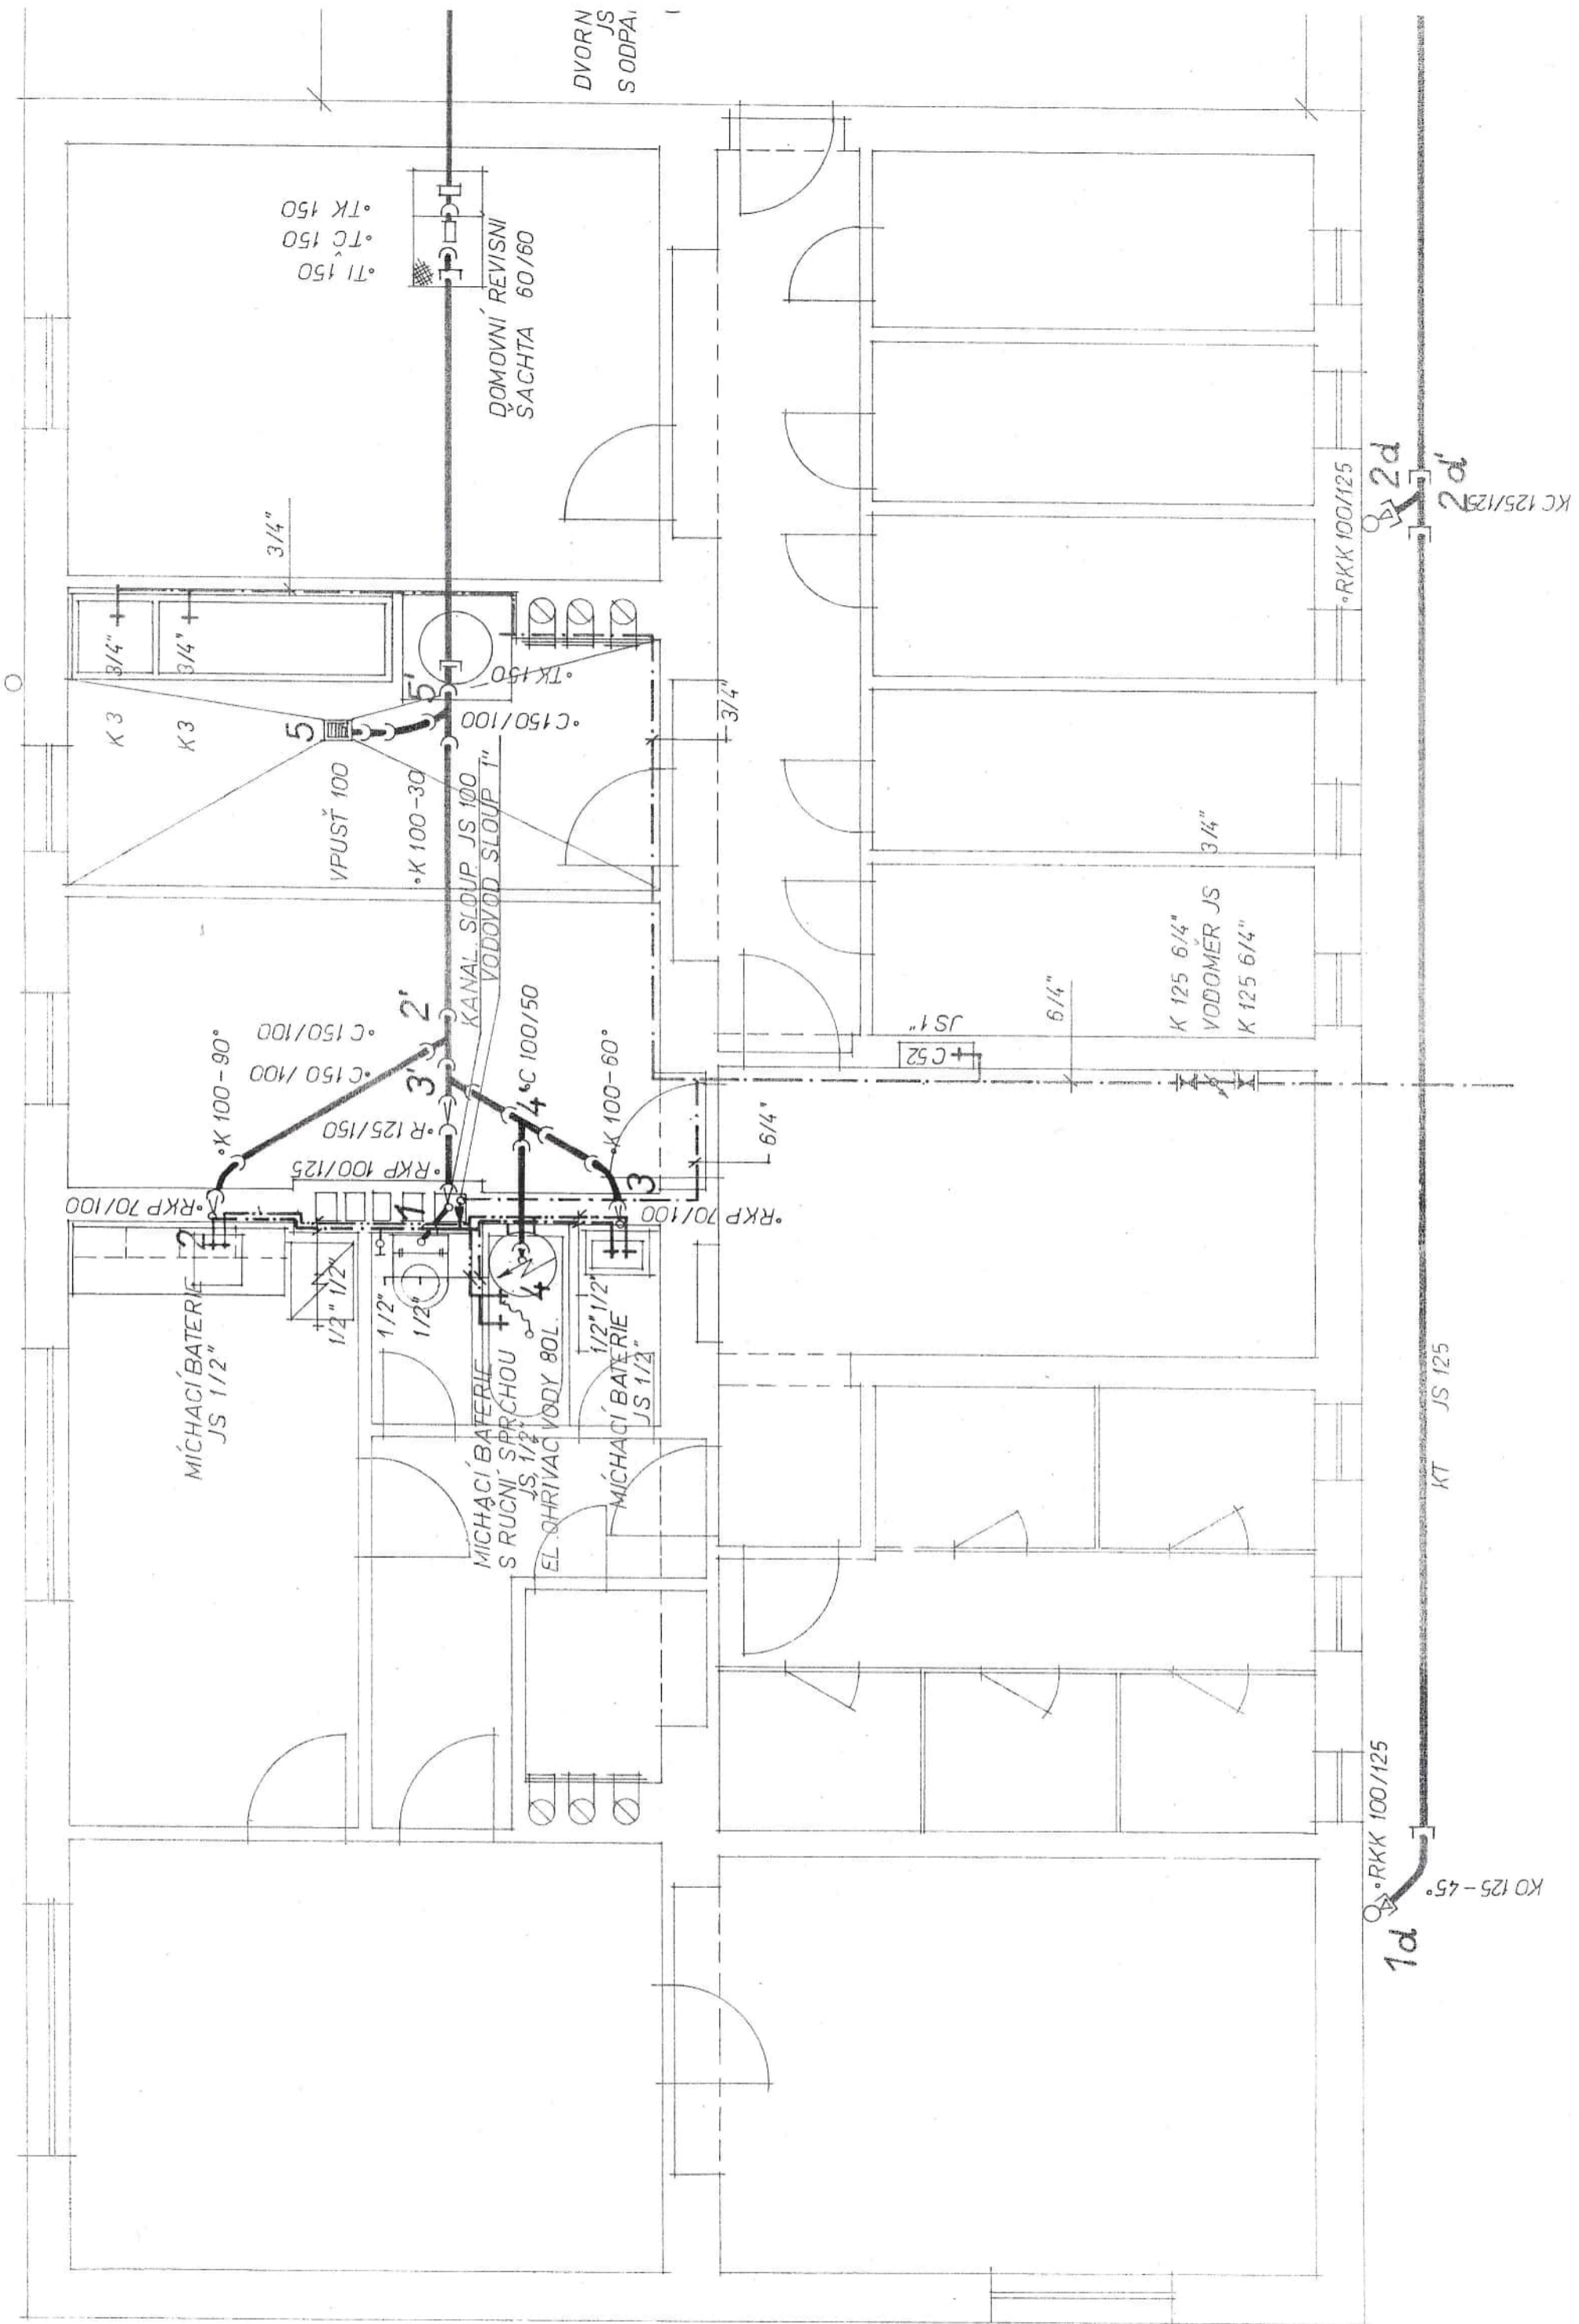 DVORN
JS
S ODPA
°TK 150
°TČ 150
°TI 150
DOMOVNÍ REVISNI
ŠACHTA 60/60
3/4"
3/4"
3/4"
K 3
K 3
5
5'
°TK 150
°C 150/100
VPUSŤ 100
°K 100-30
KANAL. SLOUP JS 100
VODOVOD SLOUP 1"
3/4"
2'
3'
°C 150/100
°C 150/100
°K 100-90°
°R 125/150
°RKP 100/125
°RKP 70/100
4'
°C 100/50
°K 100-60°
3
°RKP 70/100
6/4"
1
2
4
MÍCHACÍ BATERIE
JS 1/2"
1/2" 1/2"
1/2"
1/2"
MÍCHACÍ BATERIE
S RUČNÍ SPRCHOU
JS 1/2"
EL. OHŘIVAČ VODY 80L.
1/2" 1/2"
MÍCHACÍ BATERIE
JS 1/2"
JS 1"
C 52
6/4"
3/4"
K 125 6/4"
VODOMĚR JS
K 125 6/4"
°RKK 100/125
2d
2d'
KC 125/125
KT JS 125
°RKK 100/125
1d
KO 125-45°